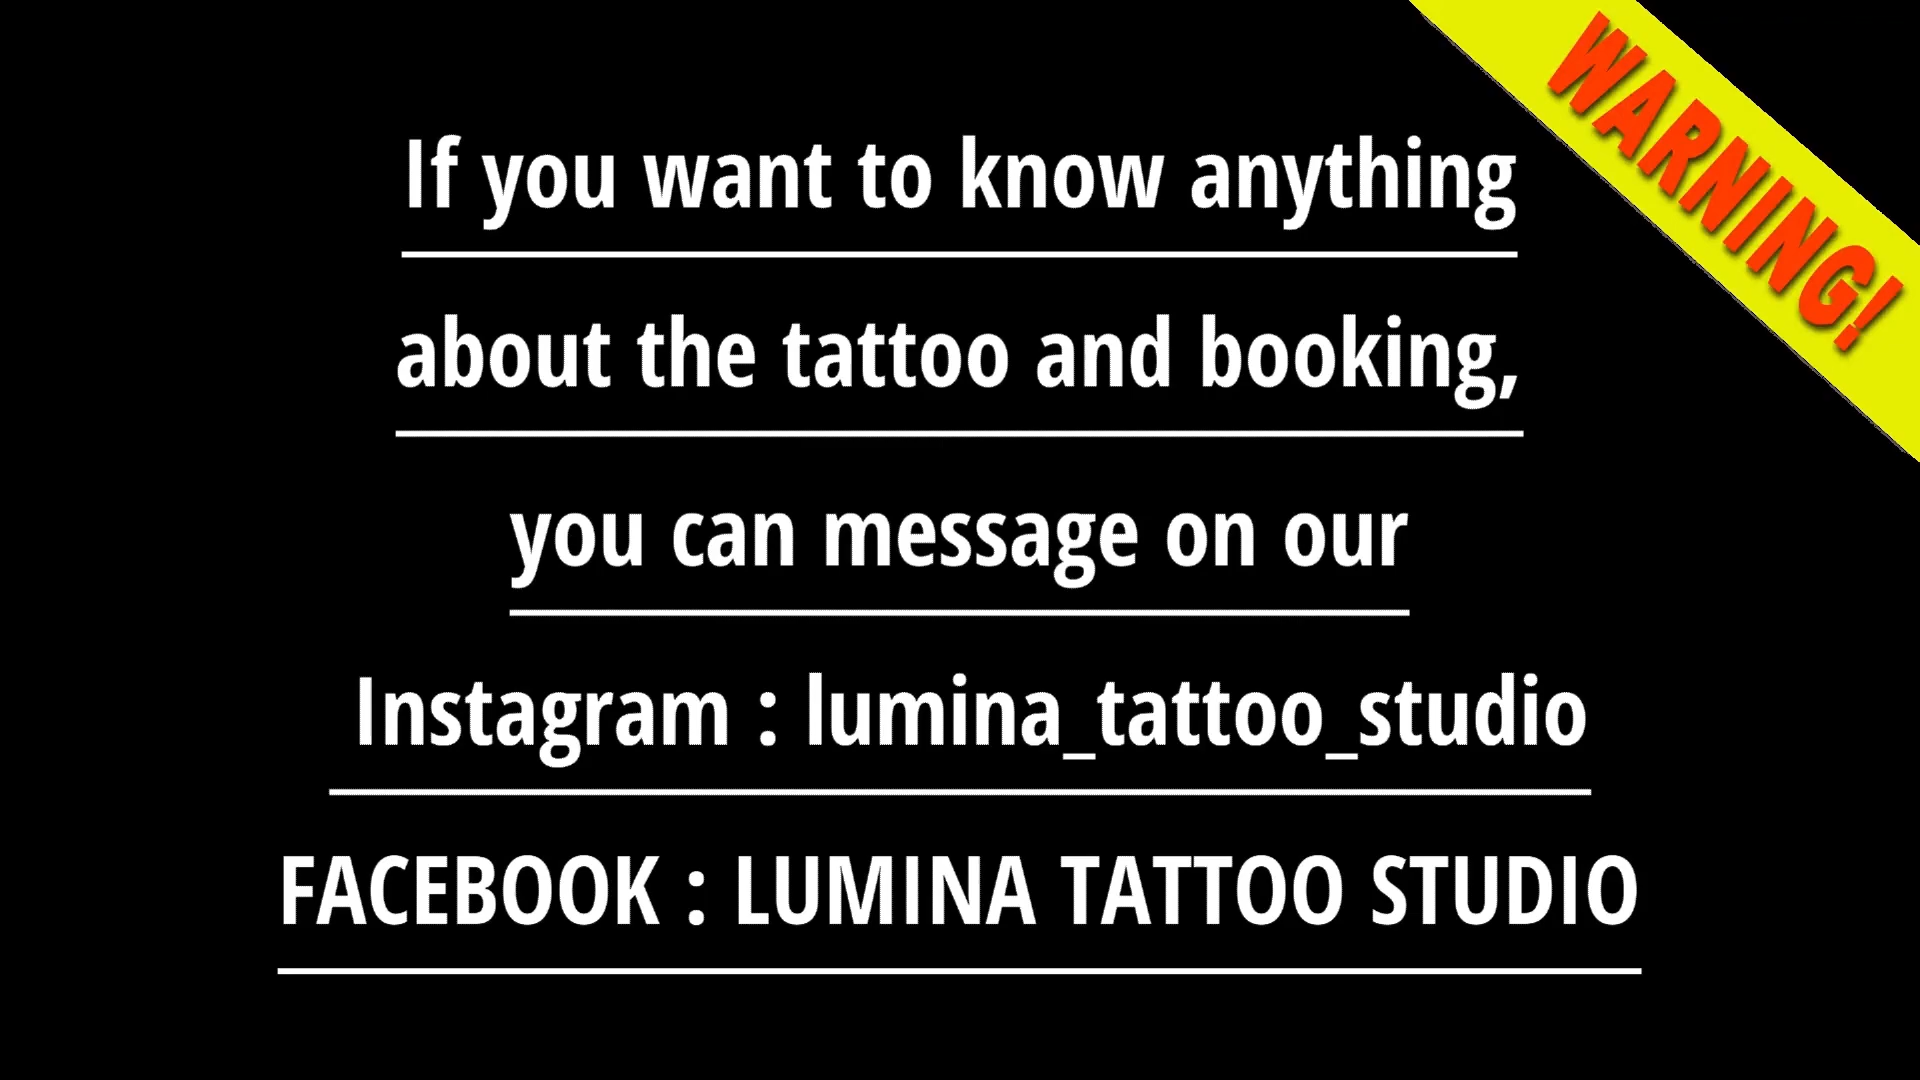 WARNING!
If you want to know anything
about the tattoo and booking,
you can message on our
Instagram : lumina_tattoo_studio
FACEBOOK : LUMINA TATTOO STUDIO